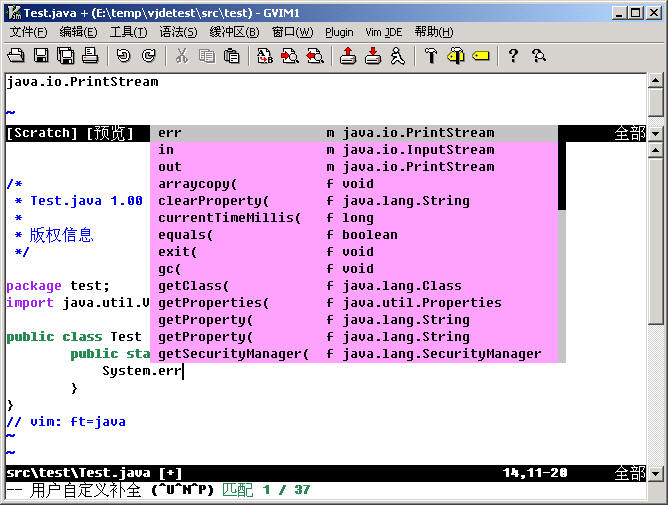 Test.java + (E:\temp\vjdetest\src\test) - GVIM1
文件(F) 编辑(E) 工具(T) 语法(S) 缓冲区(B) 窗口(W) Plugin Vim JDE 帮助(H)
java.io.PrintStream
~
[Scratch] [预览] 全部
err m java.io.PrintStream
in m java.io.InputStream
out m java.io.PrintStream
/* arraycopy( f void
* Test.java 1.00 clearProperty( f java.lang.String
* currentTimeMillis( f long
* 版权信息 equals( f boolean
*/ exit( f void
gc( f void
package test; getClass( f java.lang.Class
import java.util.V getProperties( f java.util.Properties
getProperty( f java.lang.String
public class Test getProperty( f java.lang.String
public sta getSecurityManager( f java.lang.SecurityManager
System.err
}
}
// vim: ft=java
~
~
src\test\Test.java [+] 14,11-20 全部
-- 用户自定义补全 (^U^N^P) 匹配 1 / 37